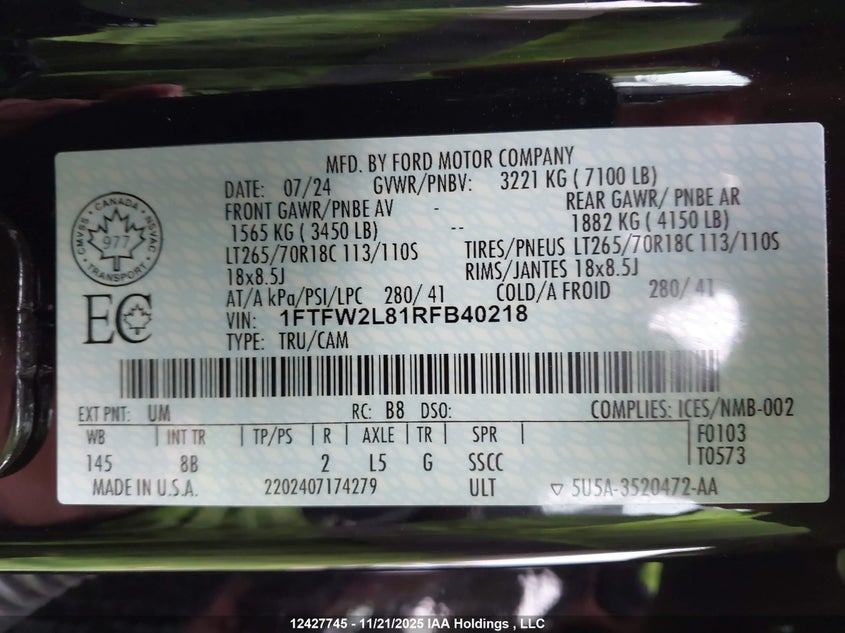 MFD. BY FORD MOTOR COMPANY
DATE: 07/24 GVWR/PNBV: 3221 KG ( 7100 LB)
FRONT GAWR/PNBE AV - REAR GAWR/ PNBE AR
1565 KG ( 3450 LB) -- 1882 KG ( 4150 LB)
LT265/70R18C 113/110S TIRES/PNEUS LT265/70R18C 113/110S
18x8.5J RIMS/JANTES 18x8.5J
AT/A kPa/PSI/LPC 280/ 41 COLD/A FROID 280/ 41
VIN: 1FTFW2L81RFB40218
TYPE: TRU/CAM
CANADA
CMVSS NSVAC
977
TRANSPORT
EC
EXT PNT: UM RC: B8 DSO: COMPLIES: ICES/NMB-002
WB INT TR TP/PS R AXLE TR SPR F0103
145 8B 2 L5 G SSCC T0573
MADE IN U.S.A. 2202407174279 ULT 5U5A-3520472-AA
12427745 - 11/21/2025 IAA Holdings , LLC